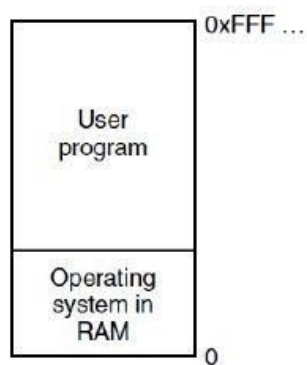 0xFFF ...
User
program
Operating
system in
RAM
0